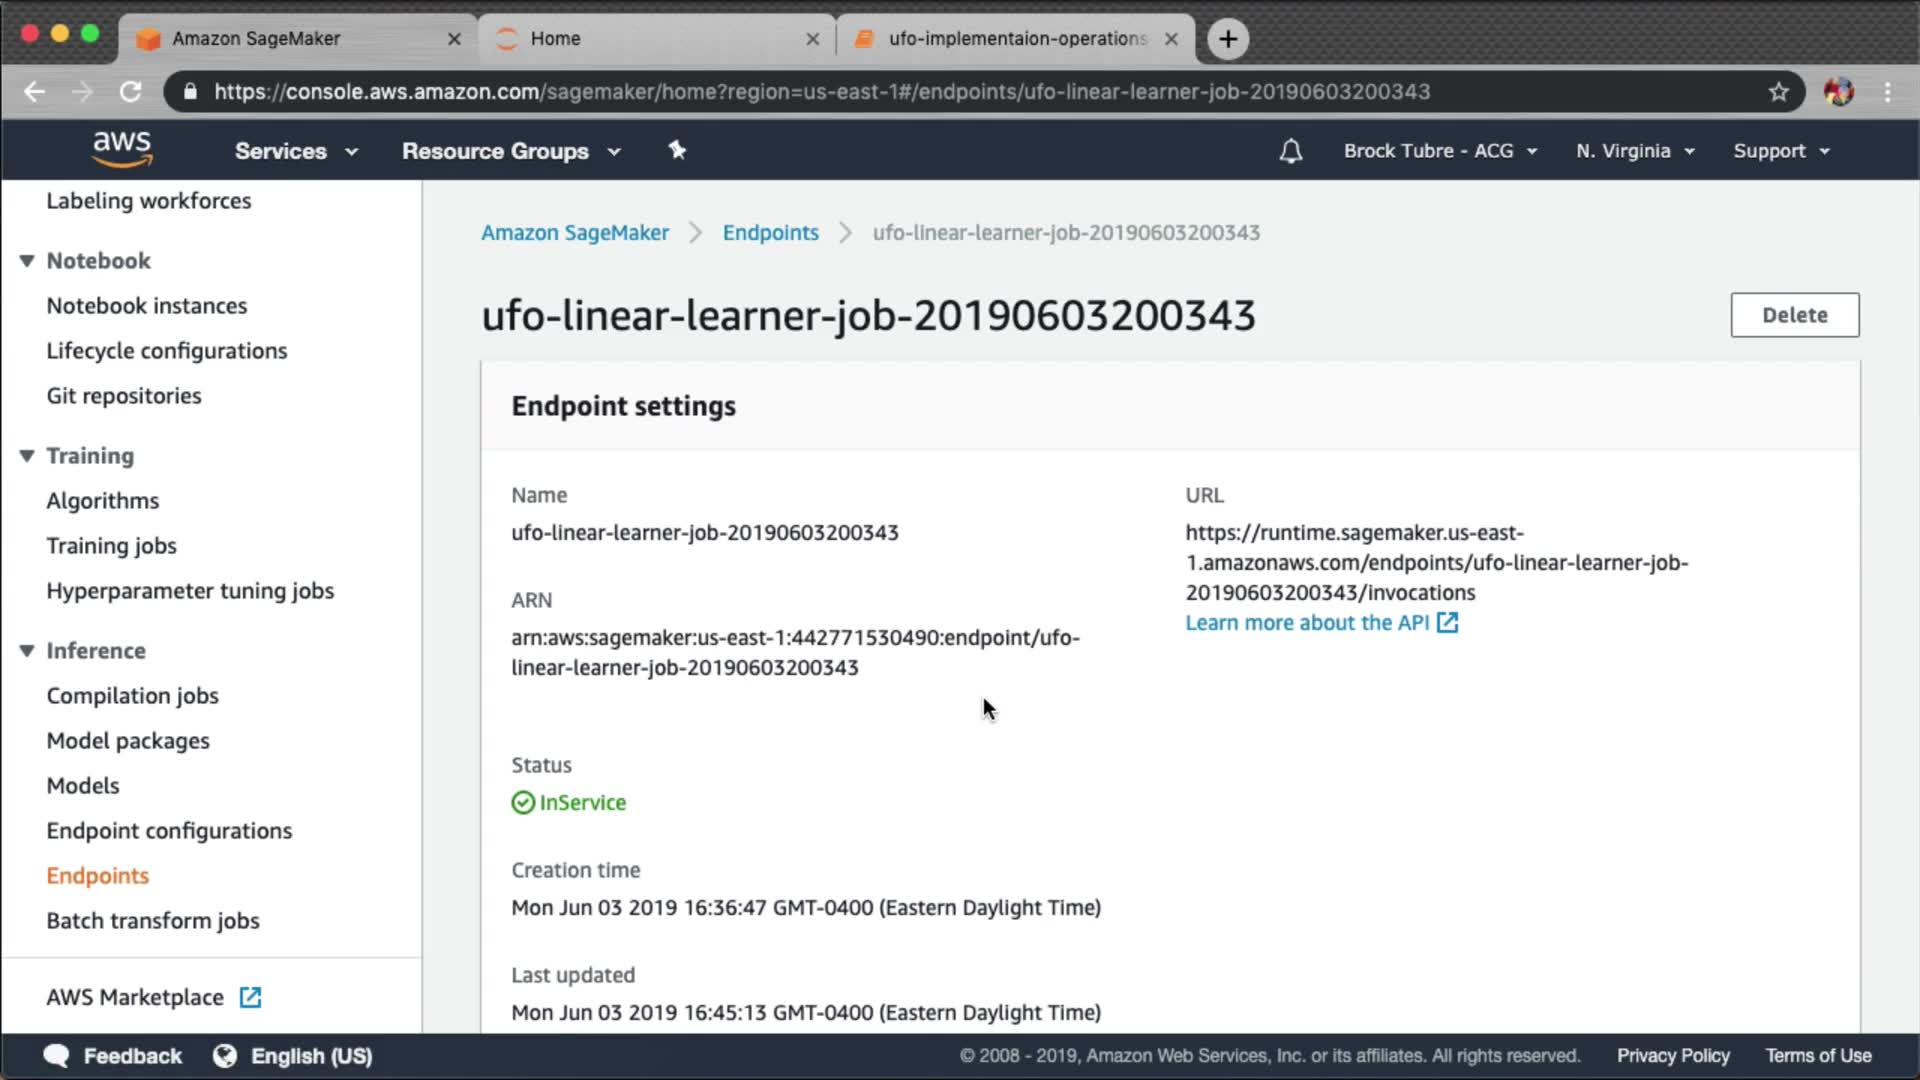 Amazon SageMaker
Home
ufo-implementaion-operations
https://console.aws.amazon.com/sagemaker/home?region=us-east-1#/endpoints/ufo-linear-learner-job-20190603200343
aws
Services
Resource Groups
Brock Tubre - ACG
N. Virginia
Support
Labeling workforces
Notebook
Notebook instances
Lifecycle configurations
Git repositories
Training
Algorithms
Training jobs
Hyperparameter tuning jobs
Inference
Compilation jobs
Model packages
Models
Endpoint configurations
Endpoints
Batch transform jobs
AWS Marketplace
Amazon SageMaker
Endpoints
ufo-linear-learner-job-20190603200343
ufo-linear-learner-job-20190603200343
Delete
Endpoint settings
Name
ufo-linear-learner-job-20190603200343
ARN
arn:aws:sagemaker:us-east-1:442771530490:endpoint/ufo-
linear-learner-job-20190603200343
Status
InService
Creation time
Mon Jun 03 2019 16:36:47 GMT-0400 (Eastern Daylight Time)
Last updated
Mon Jun 03 2019 16:45:13 GMT-0400 (Eastern Daylight Time)
URL
https://runtime.sagemaker.us-east-
1.amazonaws.com/endpoints/ufo-linear-learner-job-
20190603200343/invocations
Learn more about the API
Feedback
English (US)
© 2008 - 2019, Amazon Web Services, Inc. or its affiliates. All rights reserved.
Privacy Policy
Terms of Use